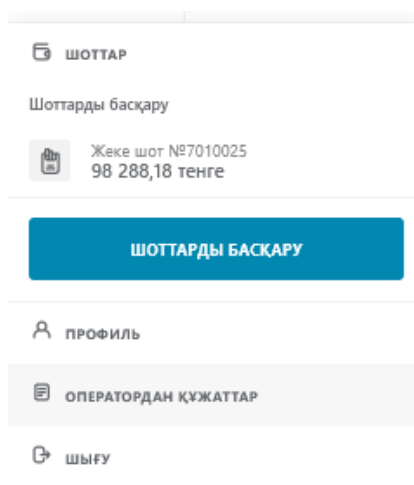 ШОТТАР
Шоттарды басқару
Жеке шот №7010025
98 288,18 тенге
ШОТТАРДЫ БАСҚАРУ
ПРОФИЛЬ
ОПЕРАТОРДАН ҚҰЖАТТАР
ШЫҒУ